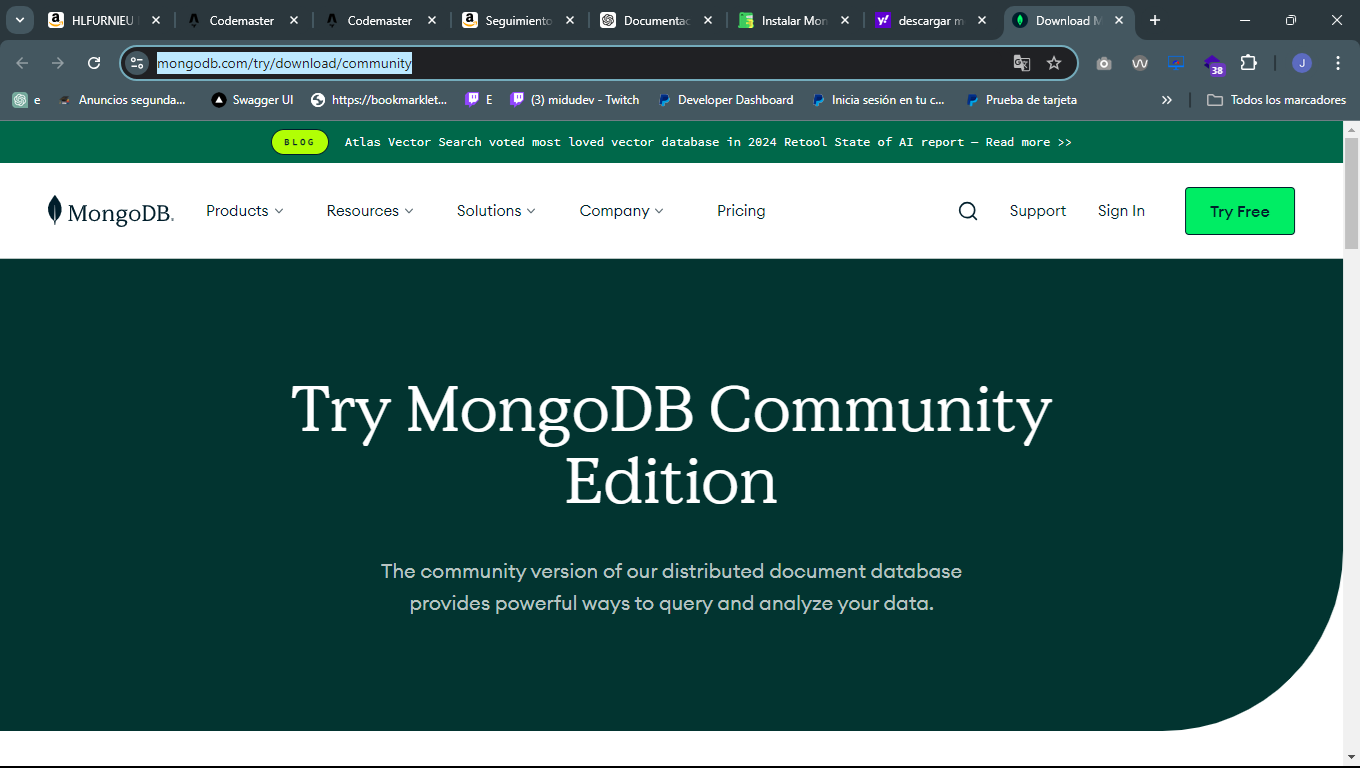 HLFURNIEU
Codemaster
Codemaster
Seguimiento
Documentac
Instalar Mon
descargar m
Download M
mongodb.com/try/download/community
38
J
e
Anuncios segunda...
Swagger UI
https://bookmarklet...
E
(3) midudev - Twitch
Developer Dashboard
Inicia sesión en tu c...
Prueba de tarjeta
Todos los marcadores
BLOG
Atlas Vector Search voted most loved vector database in 2024 Retool State of AI report — Read more >>
MongoDB.
Products
Resources
Solutions
Company
Pricing
Support
Sign In
Try Free
Try MongoDB Community
Edition
The community version of our distributed document database
provides powerful ways to query and analyze your data.